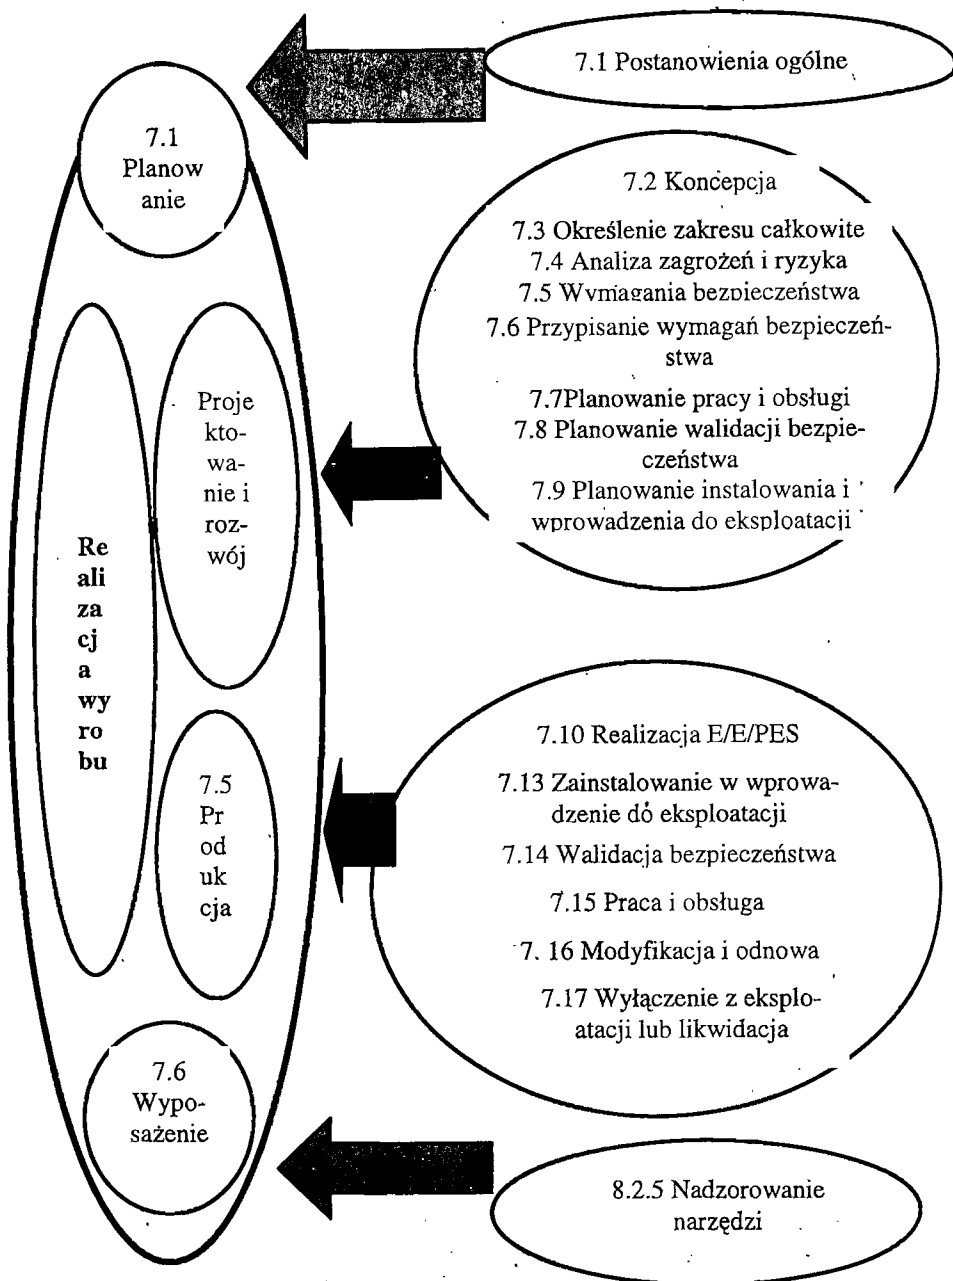 7.1 Postanowienia ogólne
7.1
Planow
anie
7.2 Koncepcja
7.3 Określenie zakresu całkowite
7.4 Analiza zagrożeń i ryzyka
7.5 Wymagania bezpieczeństwa
7.6 Przypisanie wymagań bezpieczeń-
stwa
7.7Planowanie pracy i obsługi
7.8 Planowanie walidacji bezpie-
czeństwa
7.9 Planowanie instalowania i
wprowadzenia do eksploatacji
Proje
kto-
wa-
nie i
roz-
wój
Re
ali
za
cj
a
wy
ro
bu
7.10 Realizacja E/E/PES
7.13 Zainstalowanie w wprowa-
dzenie do eksploatacji
7.14 Walidacja bezpieczeństwa
7.15 Praca i obsługa
7. 16 Modyfikacja i odnowa
7.17 Wyłączenie z eksplo-
atacji lub likwidacja
7.5
Pr
od
uk
cja
7.6
Wypo-
sażenie
8.2.5 Nadzorowanie
narzędzi